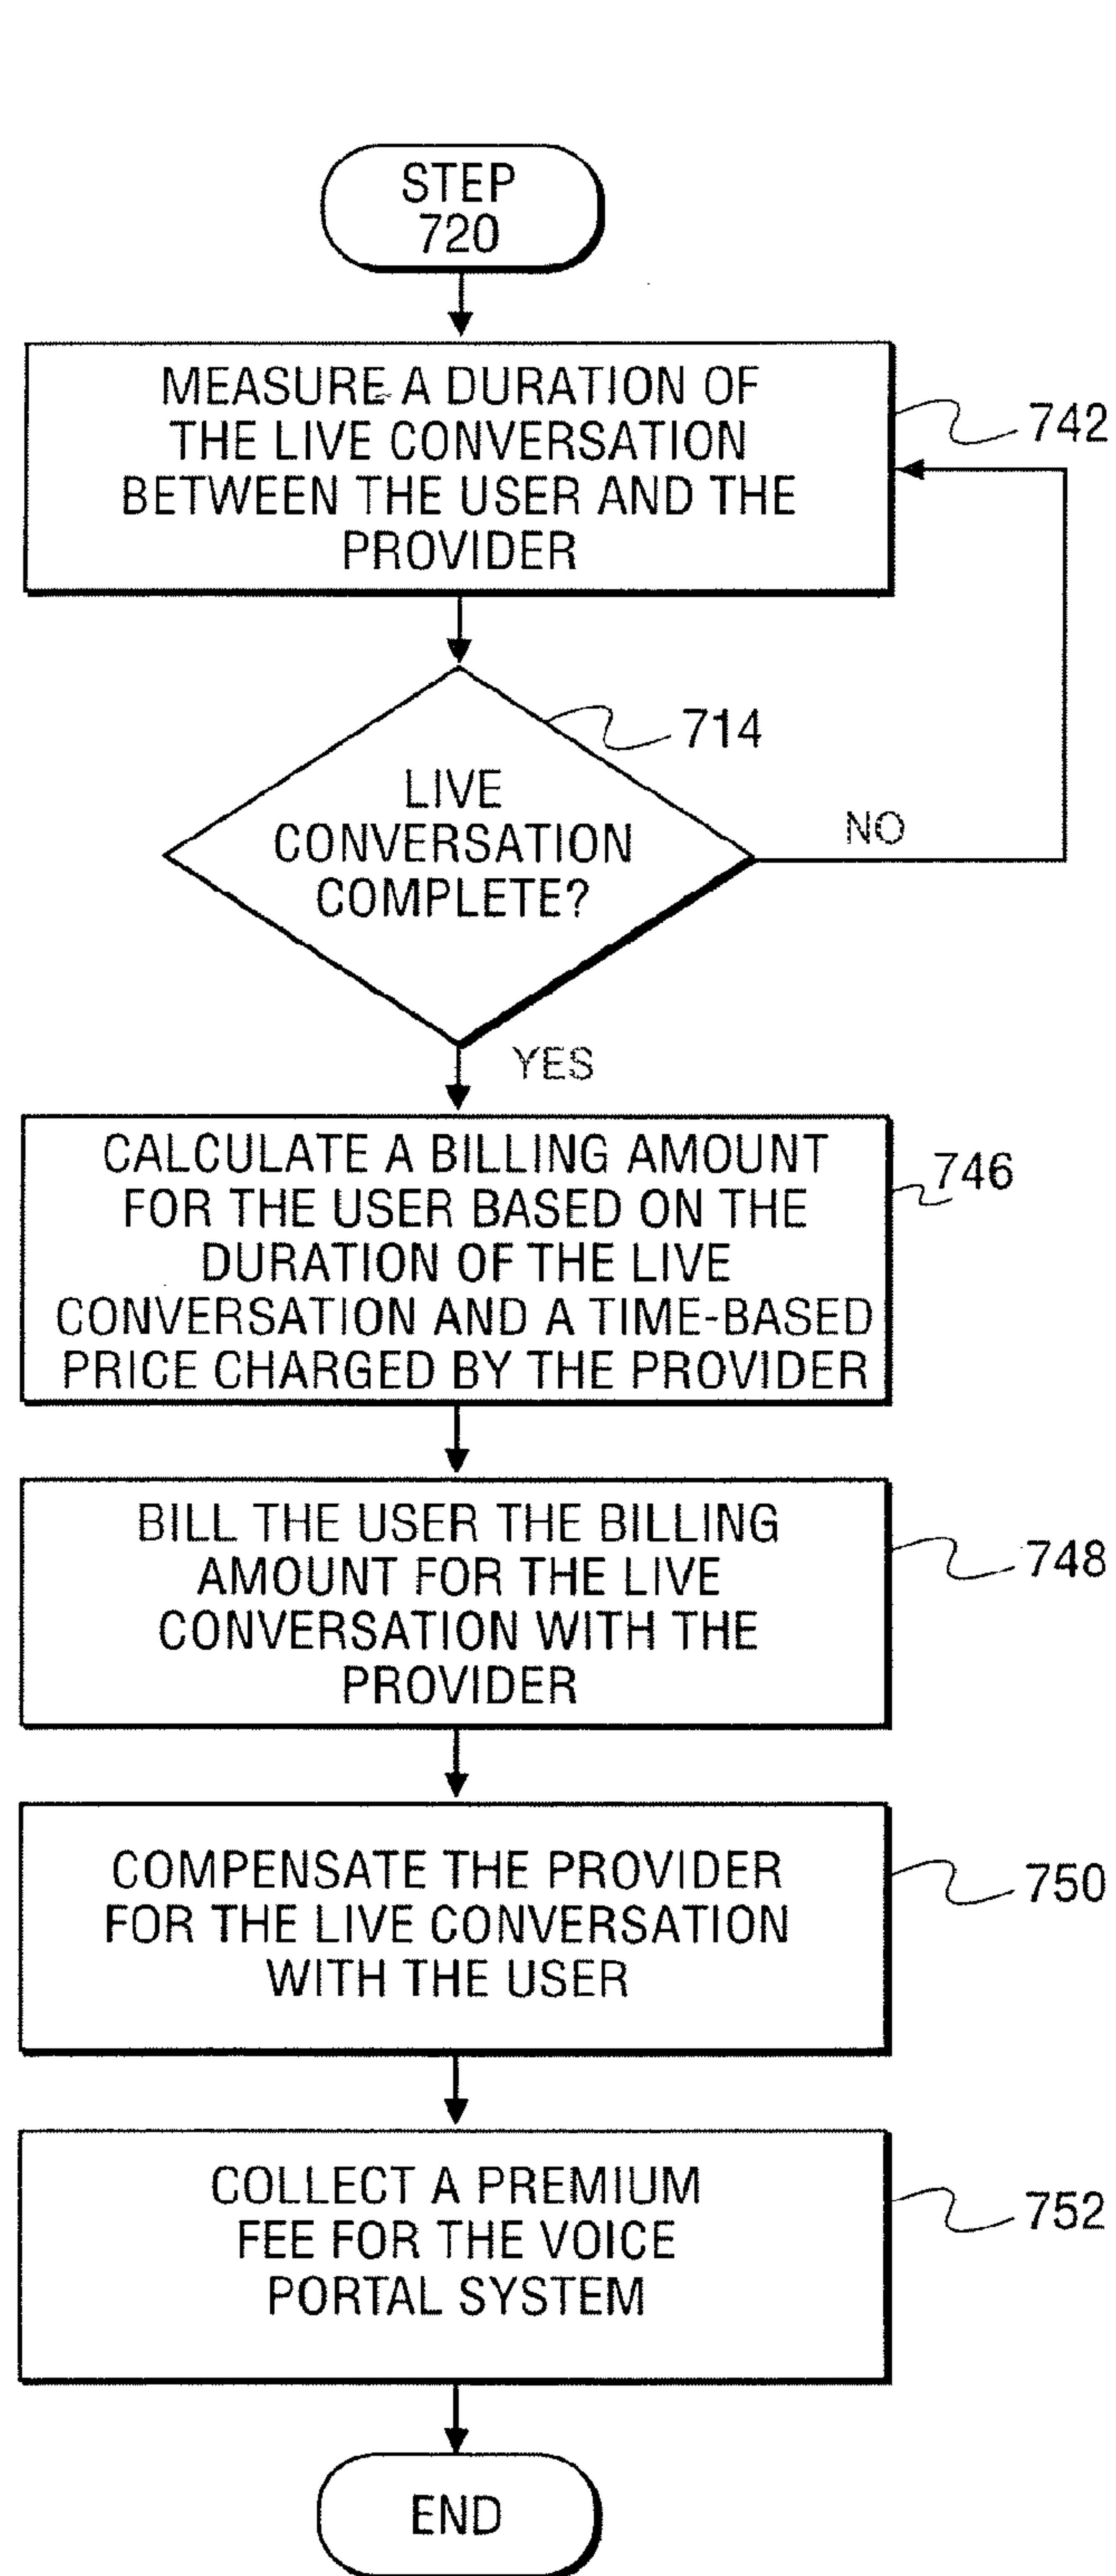 STEP
720
MEASURE A DURATION OF
THE LIVE CONVERSATION
BETWEEN THE USER AND THE
PROVIDER
742
714
LIVE
CONVERSATION
COMPLETE?
NO
YES
CALCULATE A BILLING AMOUNT
FOR THE USER BASED ON THE
DURATION OF THE LIVE
CONVERSATION AND A TIME-BASED
PRICE CHARGED BY THE PROVIDER
746
BILL THE USER THE BILLING
AMOUNT FOR THE LIVE
CONVERSATION WITH THE
PROVIDER
748
COMPENSATE THE PROVIDER
FOR THE LIVE CONVERSATION
WITH THE USER
750
COLLECT A PREMIUM
FEE FOR THE VOICE
PORTAL SYSTEM
752
END